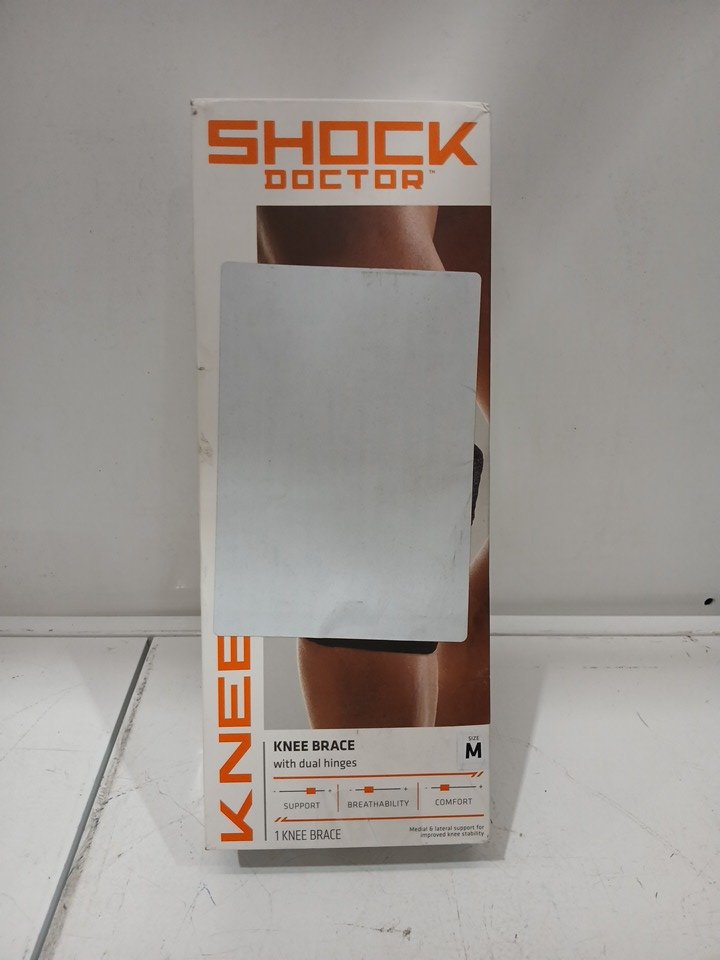 SHOCK
DOCTOR™
KNEE
KNEE BRACE
with dual hinges
SIZE
M
- +
- +
- +
SUPPORT
BREATHABILITY
COMFORT
1 KNEE BRACE
Medial & lateral support for
improved knee stability